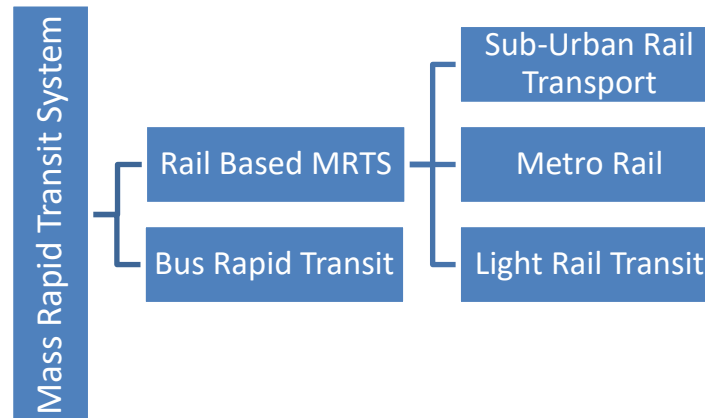 Mass Rapid Transit System
Rail Based MRTS
Bus Rapid Transit
Sub-Urban Rail
Transport
Metro Rail
Light Rail Transit